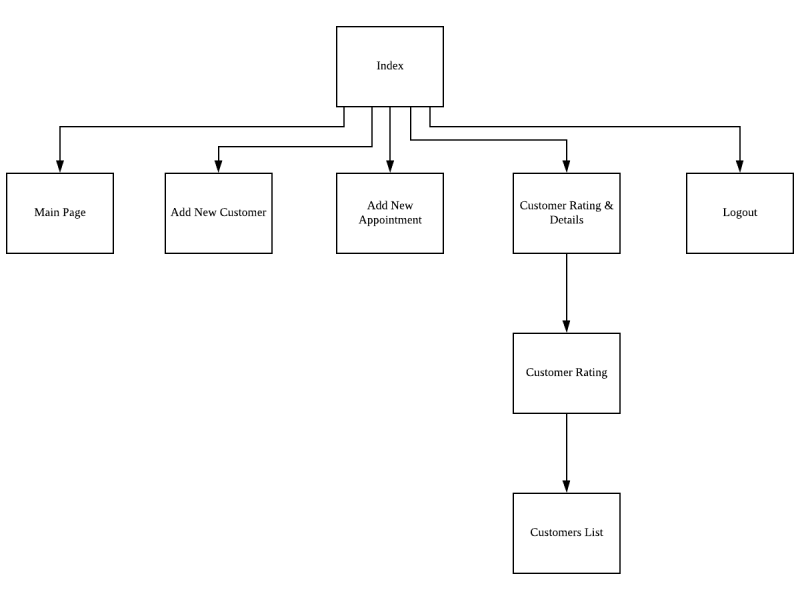 Index
Main Page
Add New Customer
Add New
Appointment
Customer Rating &
Details
Logout
Customer Rating
Customers List